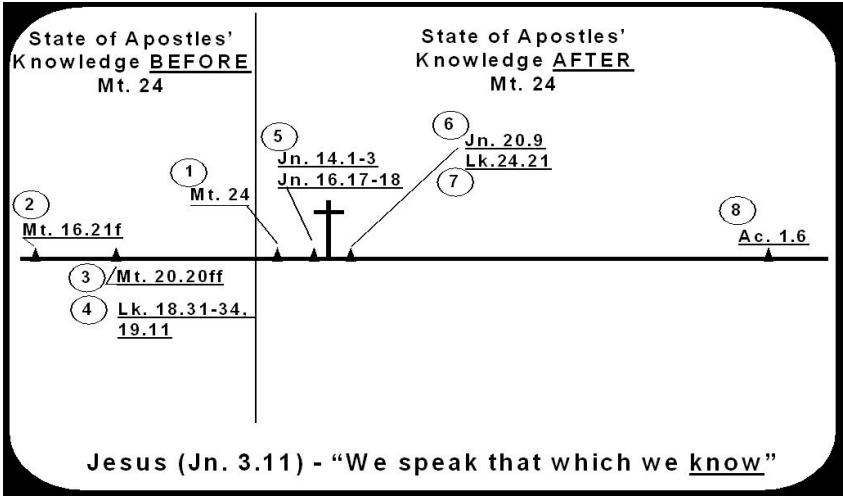 State of Apostles’
Knowledge BEFORE
Mt. 24
State of Apostles’
Knowledge AFTER
Mt. 24
1
Mt. 24
2
Mt. 16.21f
3
Mt. 20.20ff
4
Lk. 18.31-34,
19.11
5
Jn. 14.1-3
Jn. 16.17-18
6
Jn. 20.9
Lk.24.21
7
8
Ac. 1.6
Jesus (Jn. 3.11) - “We speak that which we know”